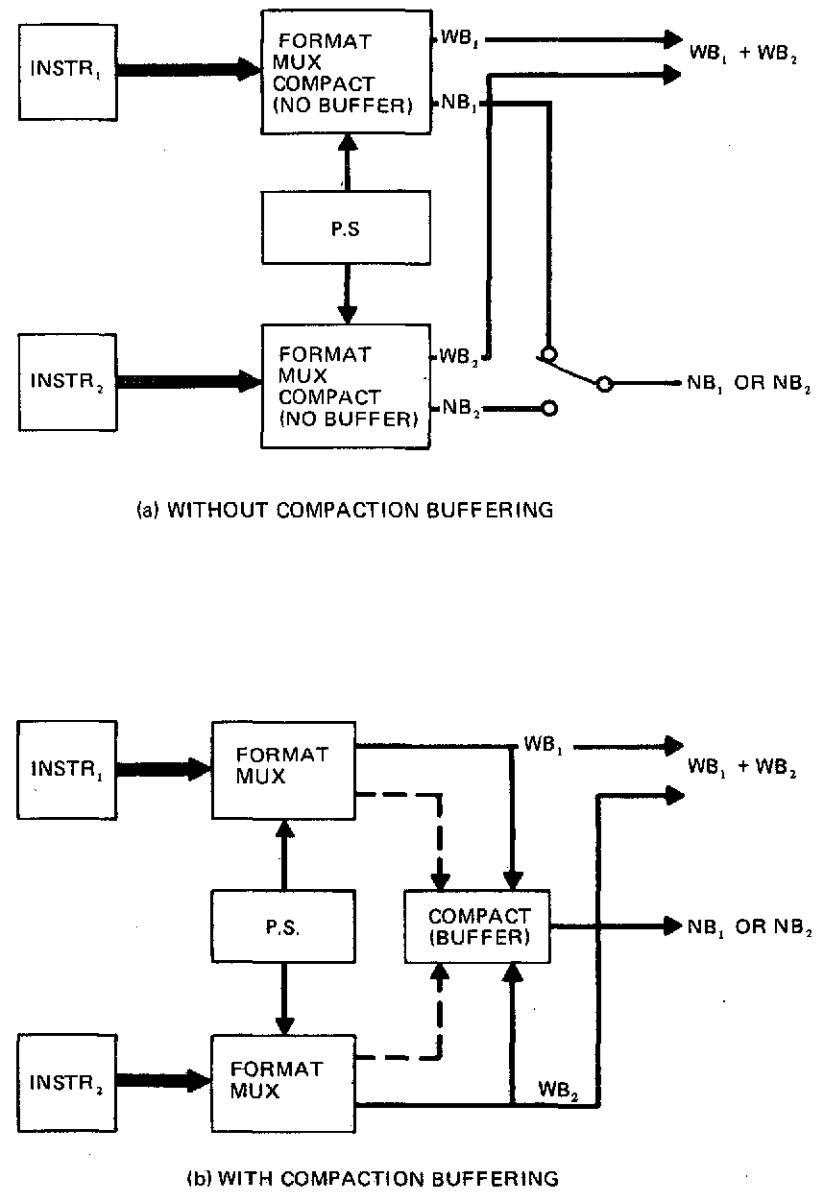 INSTR₁
FORMAT
MUX
COMPACT
(NO BUFFER)
WB₁
NB₁
WB₁ + WB₂
P.S
INSTR₂
FORMAT
MUX
COMPACT
(NO BUFFER)
WB₂
NB₂
NB₁ OR NB₂
(a) WITHOUT COMPACTION BUFFERING
INSTR₁
FORMAT
MUX
WB₁
WB₁ + WB₂
P.S.
COMPACT
(BUFFER)
NB₁ OR NB₂
INSTR₂
FORMAT
MUX
WB₂
(b) WITH COMPACTION BUFFERING